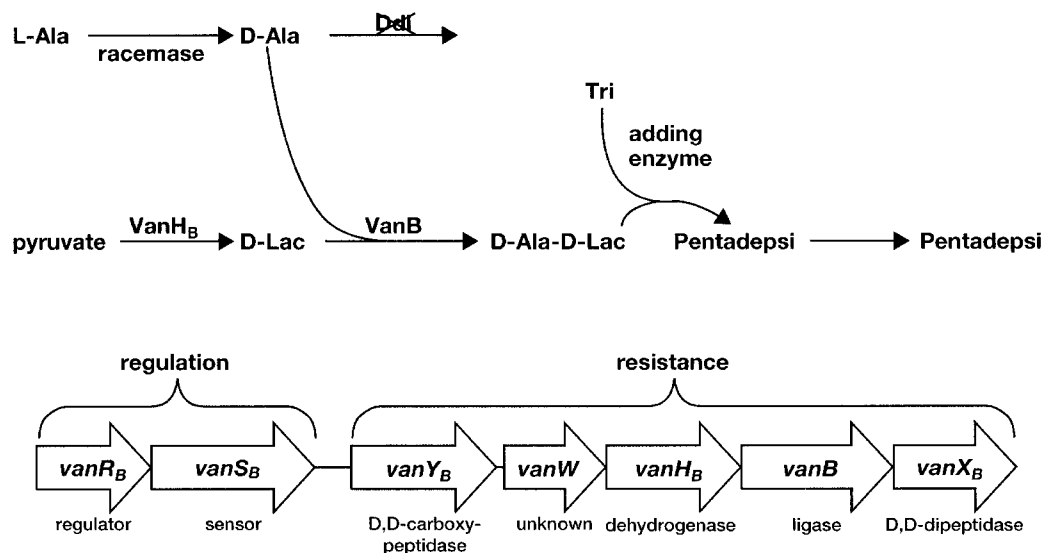 L-Ala racemase D-Ala Ddl
Tri
adding
enzyme
pyruvate VanH_B D-Lac VanB D-Ala-D-Lac Pentadepsi Pentadepsi
regulation resistance
vanR_B vanS_B vanY_B vanW vanH_B vanB vanX_B
regulator sensor D,D-carboxy- unknown dehydrogenase ligase D,D-dipeptidase
peptidase